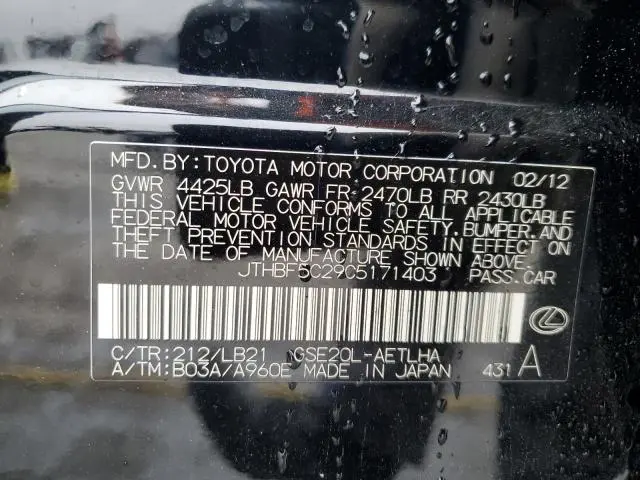 MFD.BY:TOYOTA MOTOR CORPORATION 02/12
GVWR 4425LB GAWR FR 2470LB RR 2430LB
THIS VEHICLE CONFORMS TO ALL APPLICABLE
FEDERAL MOTOR VEHICLE SAFETY,BUMPER,AND
THEFT PREVENTION STANDARDS IN EFFECT ON
THE DATE OF MANUFACTURE SHOWN ABOVE.
JTHBF5C29C5171403 PASS.CAR
C/TR:212/LB21 GSE20L-AETLHA
A/TM:B03A/A960E MADE IN JAPAN 431 A